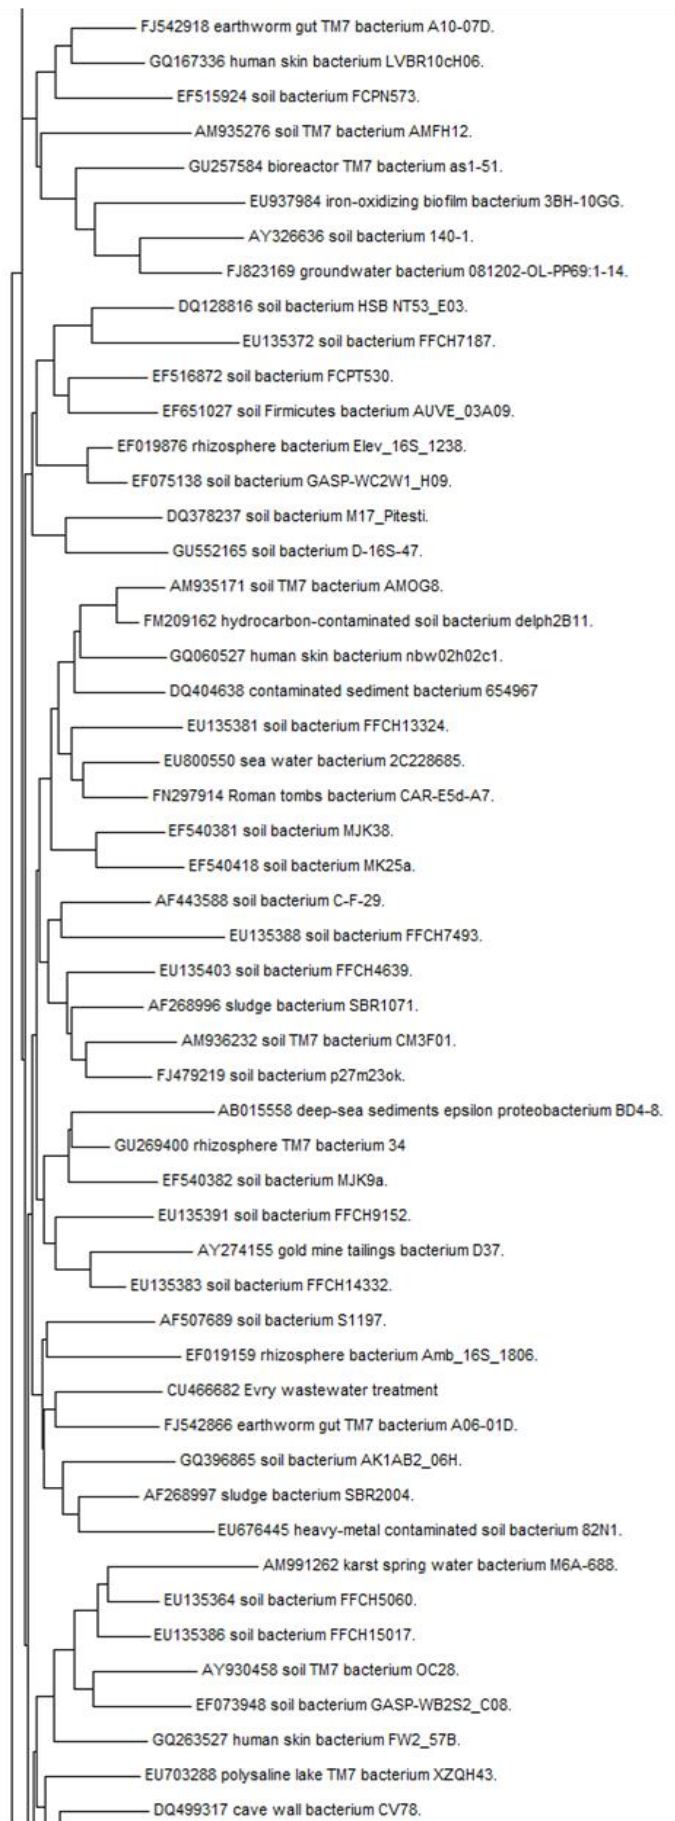 FJ542918 earthworm gut TM7 bacterium A10-07D.
GQ167336 human skin bacterium LVBR10cH06.
EF515924 soil bacterium FCPN573.
AM935276 soil TM7 bacterium AMFH12.
GU257584 bioreactor TM7 bacterium as1-51.
EU937984 iron-oxidizing biofilm bacterium 3BH-10GG.
AY326636 soil bacterium 140-1.
FJ823169 groundwater bacterium 081202-OL-PP69:1-14.
DQ128816 soil bacterium HSB NT53_E03.
EU135372 soil bacterium FFCH7187.
EF516872 soil bacterium FCPT530.
EF651027 soil Firmicutes bacterium AUVE_03A09.
EF019876 rhizosphere bacterium Elev_16S_1238.
EF075138 soil bacterium GASP-WC2W1_H09.
DQ378237 soil bacterium M17_Pitesti.
GU552165 soil bacterium D-16S-47.
AM935171 soil TM7 bacterium AMOG8.
FM209162 hydrocarbon-contaminated soil bacterium delph2B11.
GQ060527 human skin bacterium nbw02h02c1.
DQ404638 contaminated sediment bacterium 654967
EU135381 soil bacterium FFCH13324.
EU800550 sea water bacterium 2C228685.
FN297914 Roman tombs bacterium CAR-E5d-A7.
EF540381 soil bacterium MJK38.
EF540418 soil bacterium MK25a.
AF443588 soil bacterium C-F-29.
EU135388 soil bacterium FFCH7493.
EU135403 soil bacterium FFCH4639.
AF268996 sludge bacterium SBR1071.
AM936232 soil TM7 bacterium CM3F01.
FJ479219 soil bacterium p27m23ok.
AB015558 deep-sea sediments epsilon proteobacterium BD4-8.
GU269400 rhizosphere TM7 bacterium 34
EF540382 soil bacterium MJK9a.
EU135391 soil bacterium FFCH9152.
AY274155 gold mine tailings bacterium D37.
EU135383 soil bacterium FFCH14332.
AF507689 soil bacterium S1197.
EF019159 rhizosphere bacterium Amb_16S_1806.
CU466682 Evry wastewater treatment
FJ542866 earthworm gut TM7 bacterium A06-01D.
GQ396865 soil bacterium AK1AB2_06H.
AF268997 sludge bacterium SBR2004.
EU676445 heavy-metal contaminated soil bacterium 82N1.
AM991262 karst spring water bacterium M6A-688.
EU135364 soil bacterium FFCH5060.
EU135386 soil bacterium FFCH15017.
AY930458 soil TM7 bacterium OC28.
EF073948 soil bacterium GASP-WB2S2_C08.
GQ263527 human skin bacterium FW2_57B.
EU703288 polysaline lake TM7 bacterium XZQH43.
DQ499317 cave wall bacterium CV78.